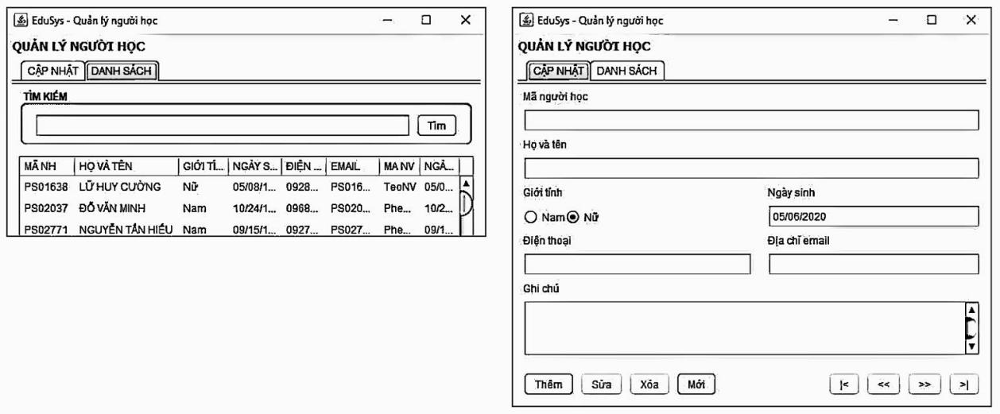 EduSys - Quản lý người học
QUẢN LÝ NGƯỜI HỌC
CẬP NHẬT DANH SÁCH
TÌM KIẾM
Tìm
MÃ NH HỌ VÀ TÊN GIỚI TÍ... NGÀY S... ĐIỆN ... EMAIL MA NV NGÀ...
PS01638 LỮ HUY CƯỜNG Nữ 05/08/1... 0928... PS016... TeoNV 05/0...
PS02037 ĐỖ VĂN MINH Nam 10/24/1... 0968... PS020... Phe... 10/2...
PS02771 NGUYỄN TẤN HIẾU Nam 09/15/1... 0927... PS027... Phe... 09/1...
EduSys - Quản lý người học
QUẢN LÝ NGƯỜI HỌC
CẬP NHẬT DANH SÁCH
Mã người học
Họ và tên
Giới tính Ngày sinh
Nam Nữ 05/06/2020
Điện thoại Địa chỉ email
Ghi chú
Thêm Sửa Xóa Mới |< << >> >|